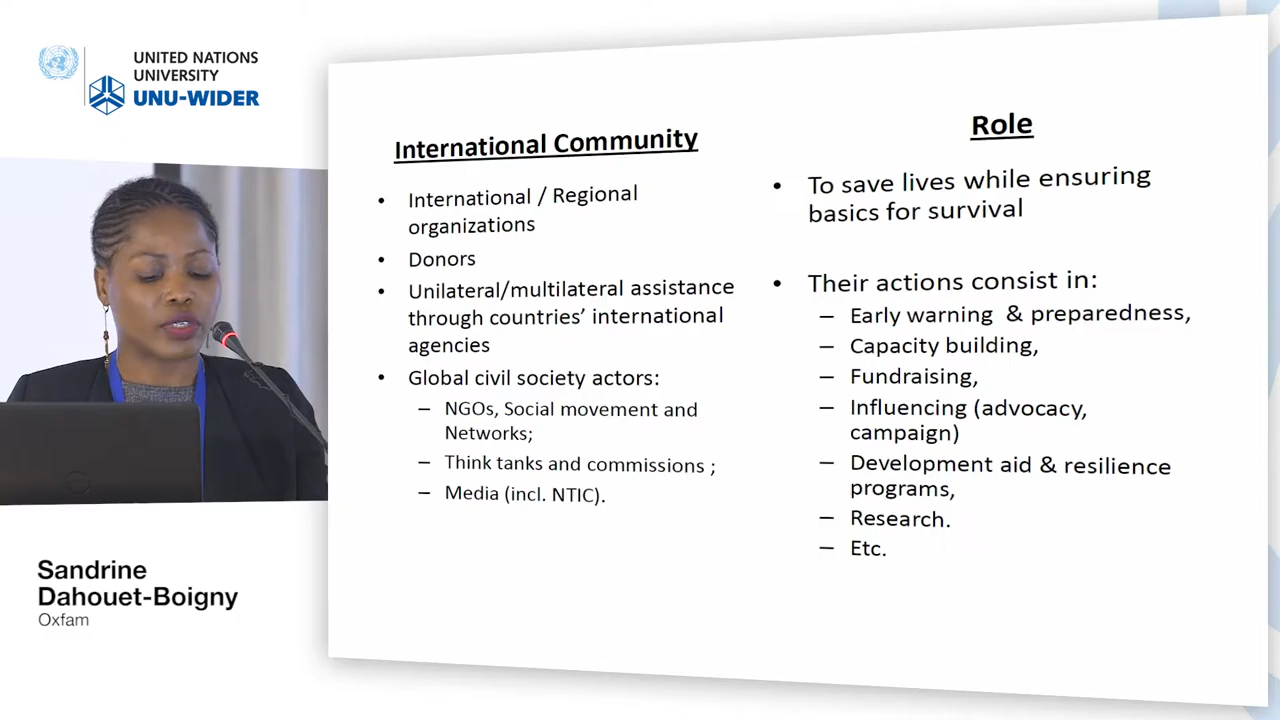 UNITED NATIONS
UNIVERSITY
UNU-WIDER
Sandrine
Dahouet-Boigny
Oxfam
International Community
• International / Regional
organizations
• Donors
• Unilateral/multilateral assistance
through countries’ international
agencies
• Global civil society actors:
– NGOs, Social movement and
Networks;
– Think tanks and commissions ;
– Media (incl. NTIC).
Role
• To save lives while ensuring
basics for survival
• Their actions consist in:
– Early warning & preparedness,
– Capacity building,
– Fundraising,
– Influencing (advocacy,
campaign)
– Development aid & resilience
programs,
– Research.
– Etc.